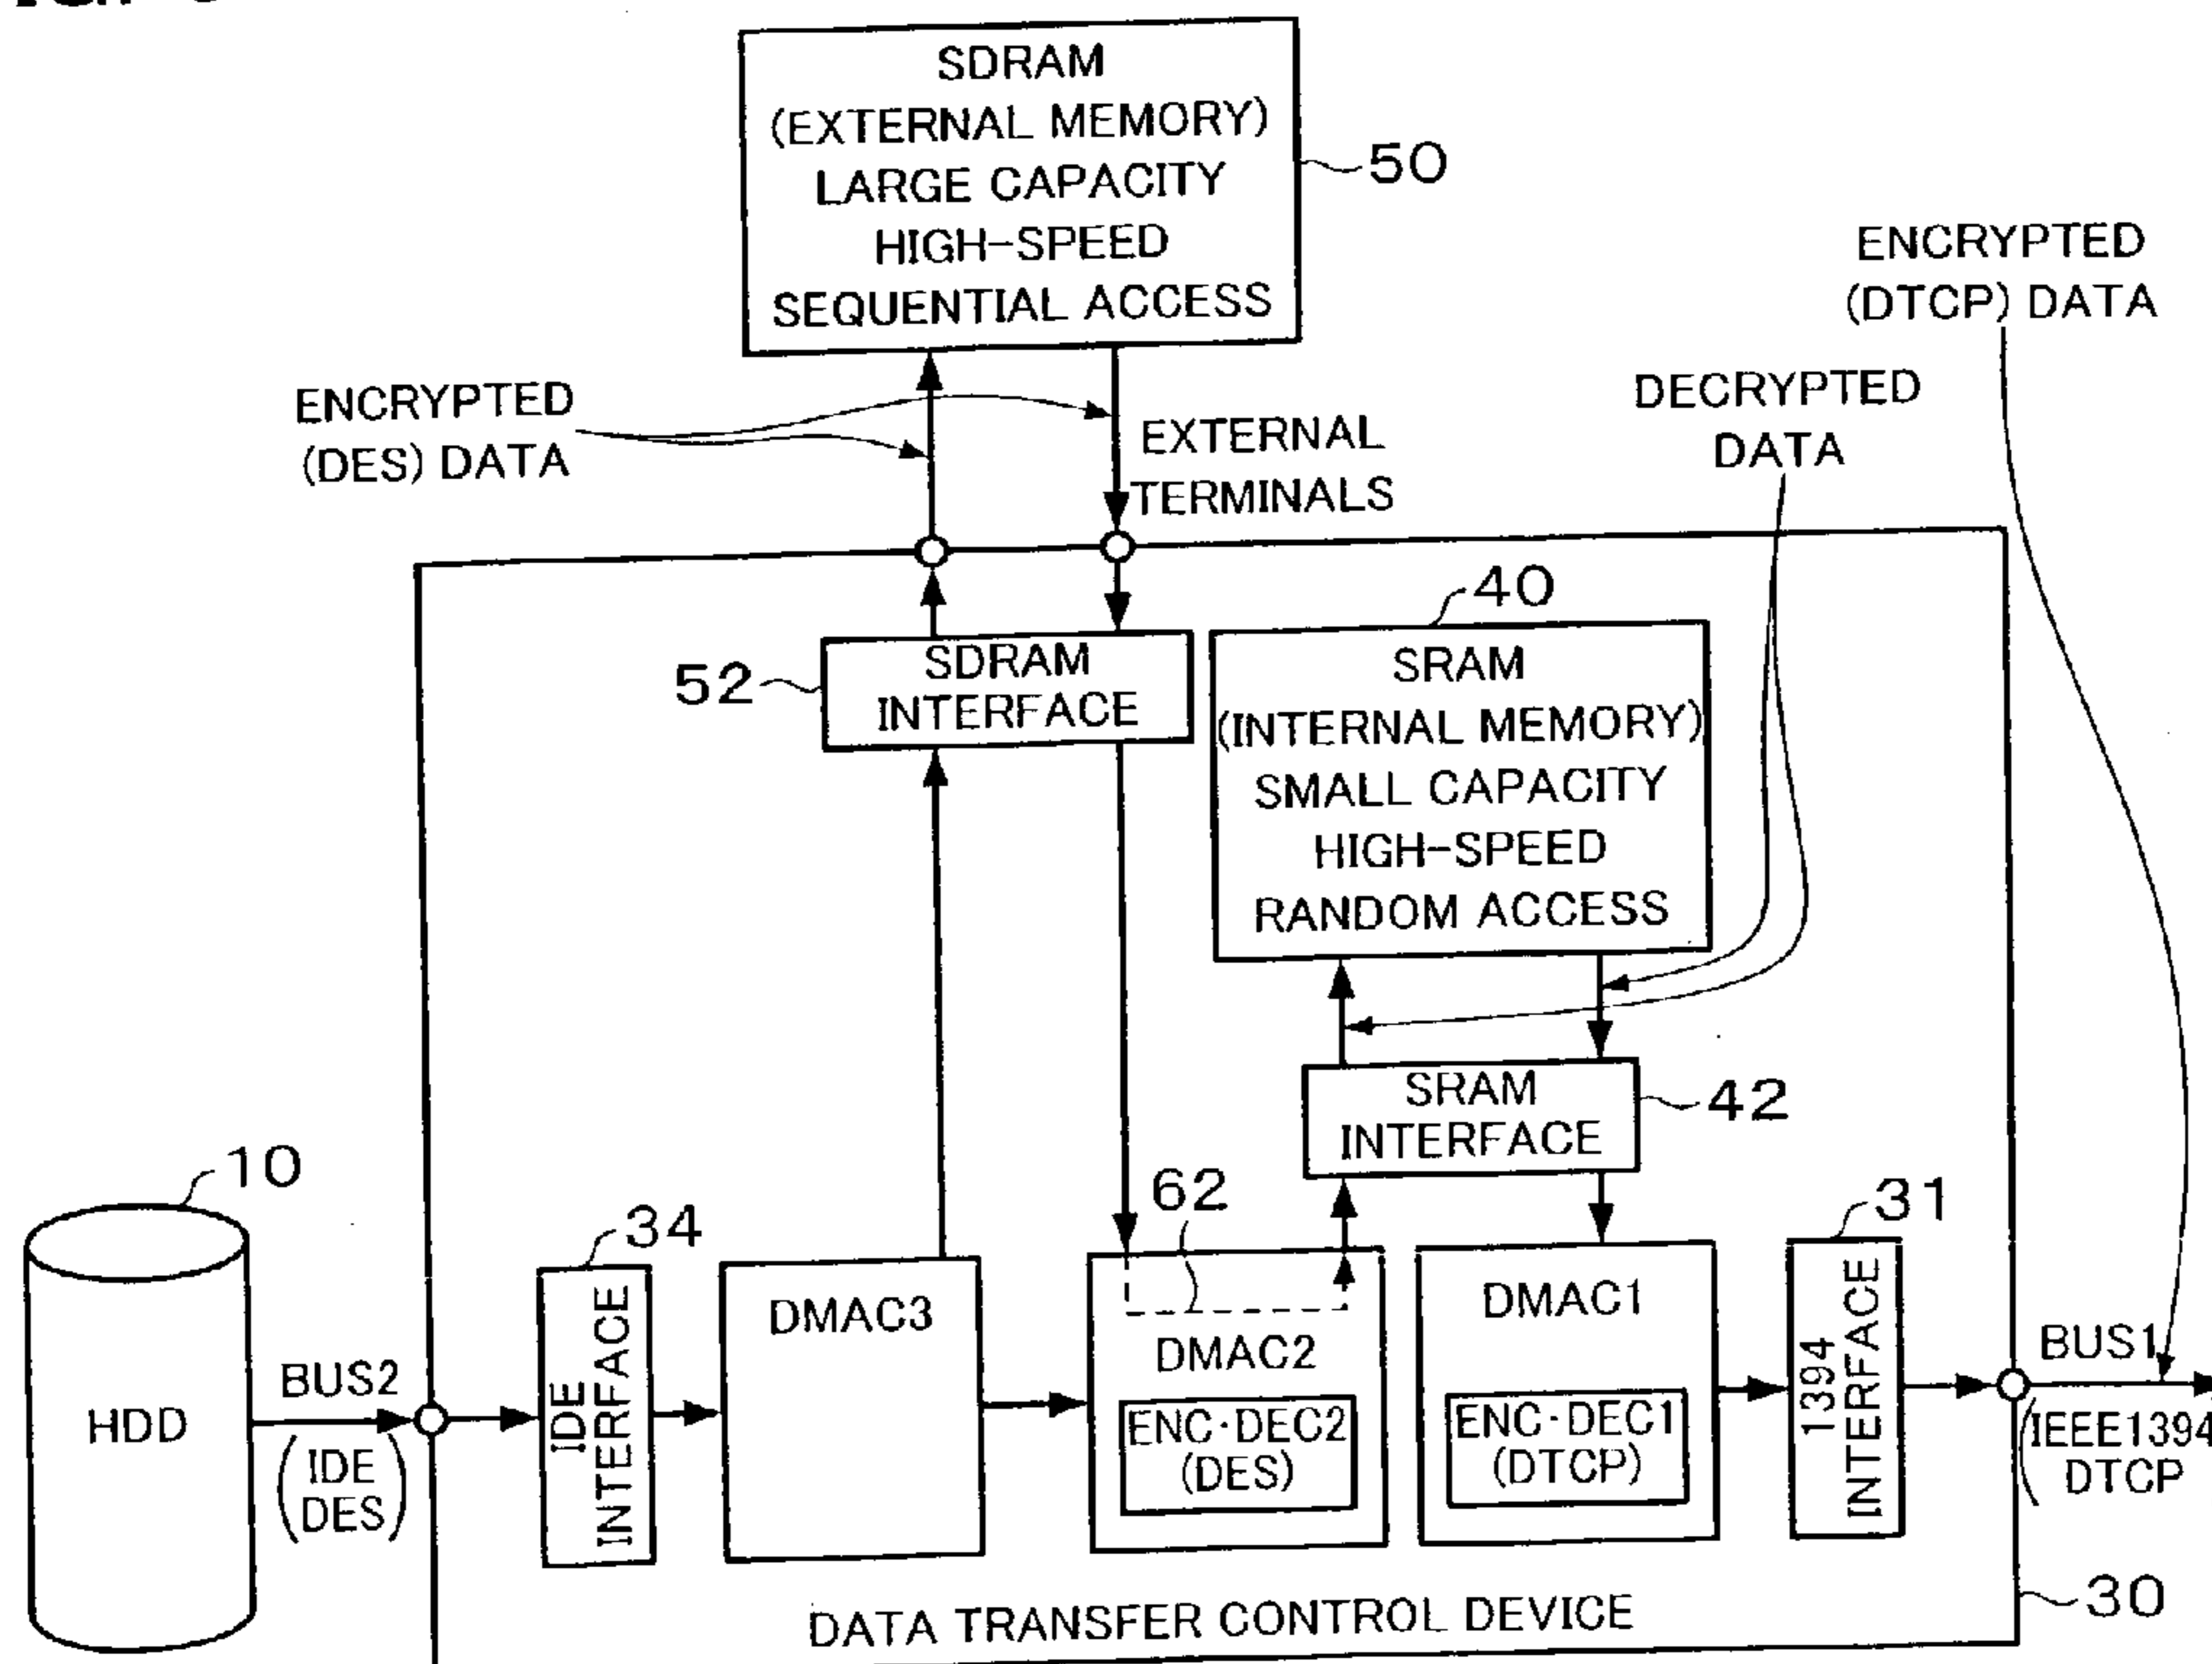 SDRAM
(EXTERNAL MEMORY)
LARGE CAPACITY
HIGH-SPEED
SEQUENTIAL ACCESS
50
ENCRYPTED
(DTCP) DATA
DECRYPTED
DATA
ENCRYPTED
(DES) DATA
EXTERNAL
TERMINALS
40
52
SDRAM
INTERFACE
SRAM
(INTERNAL MEMORY)
SMALL CAPACITY
HIGH-SPEED
RANDOM ACCESS
SRAM
INTERFACE
42
10
34
62
31
HDD
BUS2
(IDE
DES)
IDE
INTERFACE
DMAC3
DMAC2
ENC·DEC2
(DES)
DMAC1
ENC·DEC1
(DTCP)
1394
INTERFACE
BUS1
(IEEE1394
DTCP
30
DATA TRANSFER CONTROL DEVICE